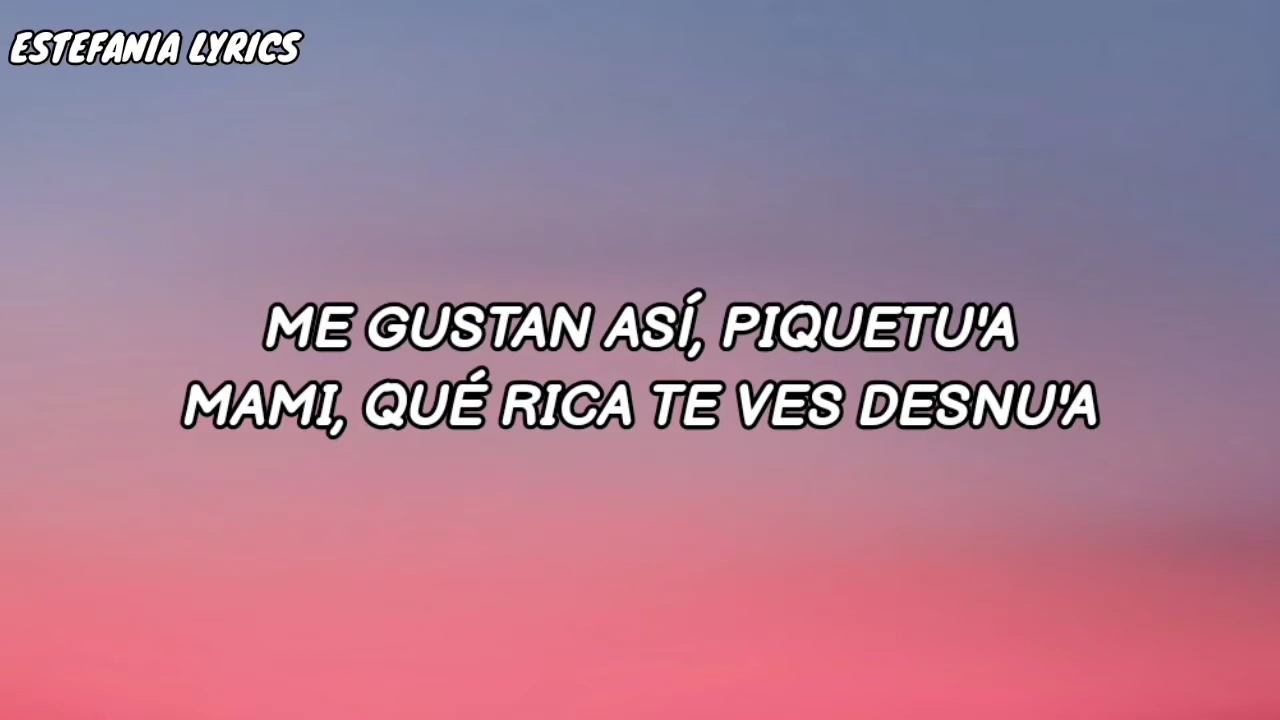 ESTEFANIA LYRICS
ME GUSTAN ASÍ, PIQUETU'A
MAMI, QUÉ RICA TE VES DESNU'A